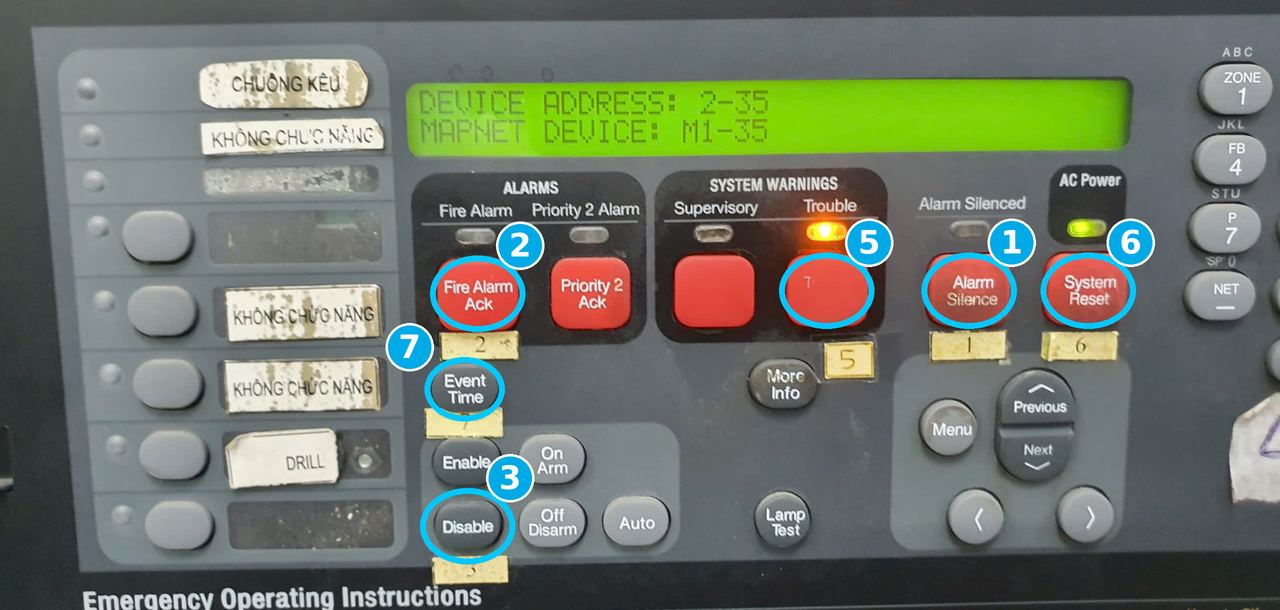 CHUÔNG KÊU
KHÔNG CHỨC NĂNG
KHÔNG CHỨC NĂNG
KHÔNG CHỨC NĂNG
DRILL
DEVICE ADDRESS: 2-35
MAPNET DEVICE: M1-35
ALARMS
Fire Alarm
Priority 2 Alarm
SYSTEM WARNINGS
Supervisory
Trouble
Alarm Silenced
AC Power
2
5
1
6
Fire Alarm
Ack
Priority 2
Ack
T
Alarm
Silence
System
Reset
2
5
1
6
7
Event
Time
7
More
Info
Menu
Previous
Next
Enable
On
Arm
3
Disable
Off
Disarm
Auto
Lamp
Test
3
ABC
ZONE
1
JKL
FB
4
STU
P
7
'SP' ()
NET
Emergency Operating Instructions